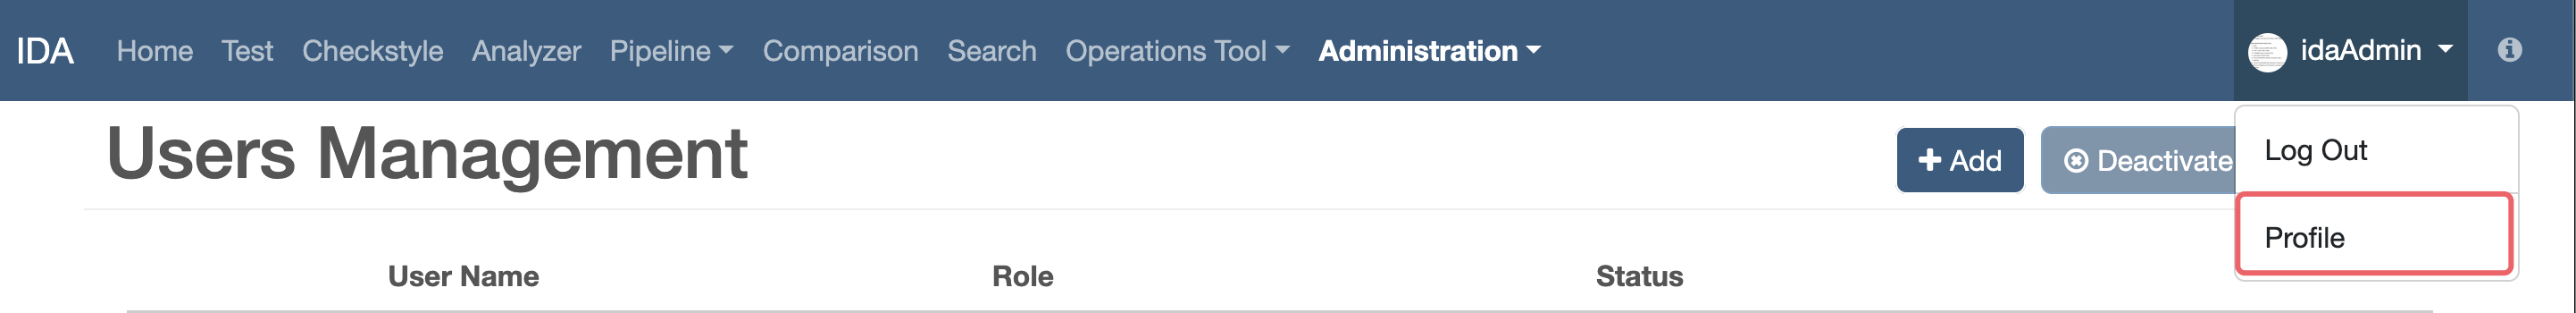 IDA Home Test Checkstyle Analyzer Pipeline Comparison Search Operations Tool Administration idaAdmin
Users Management
Add Deactivate
Log Out
Profile
User Name Role Status